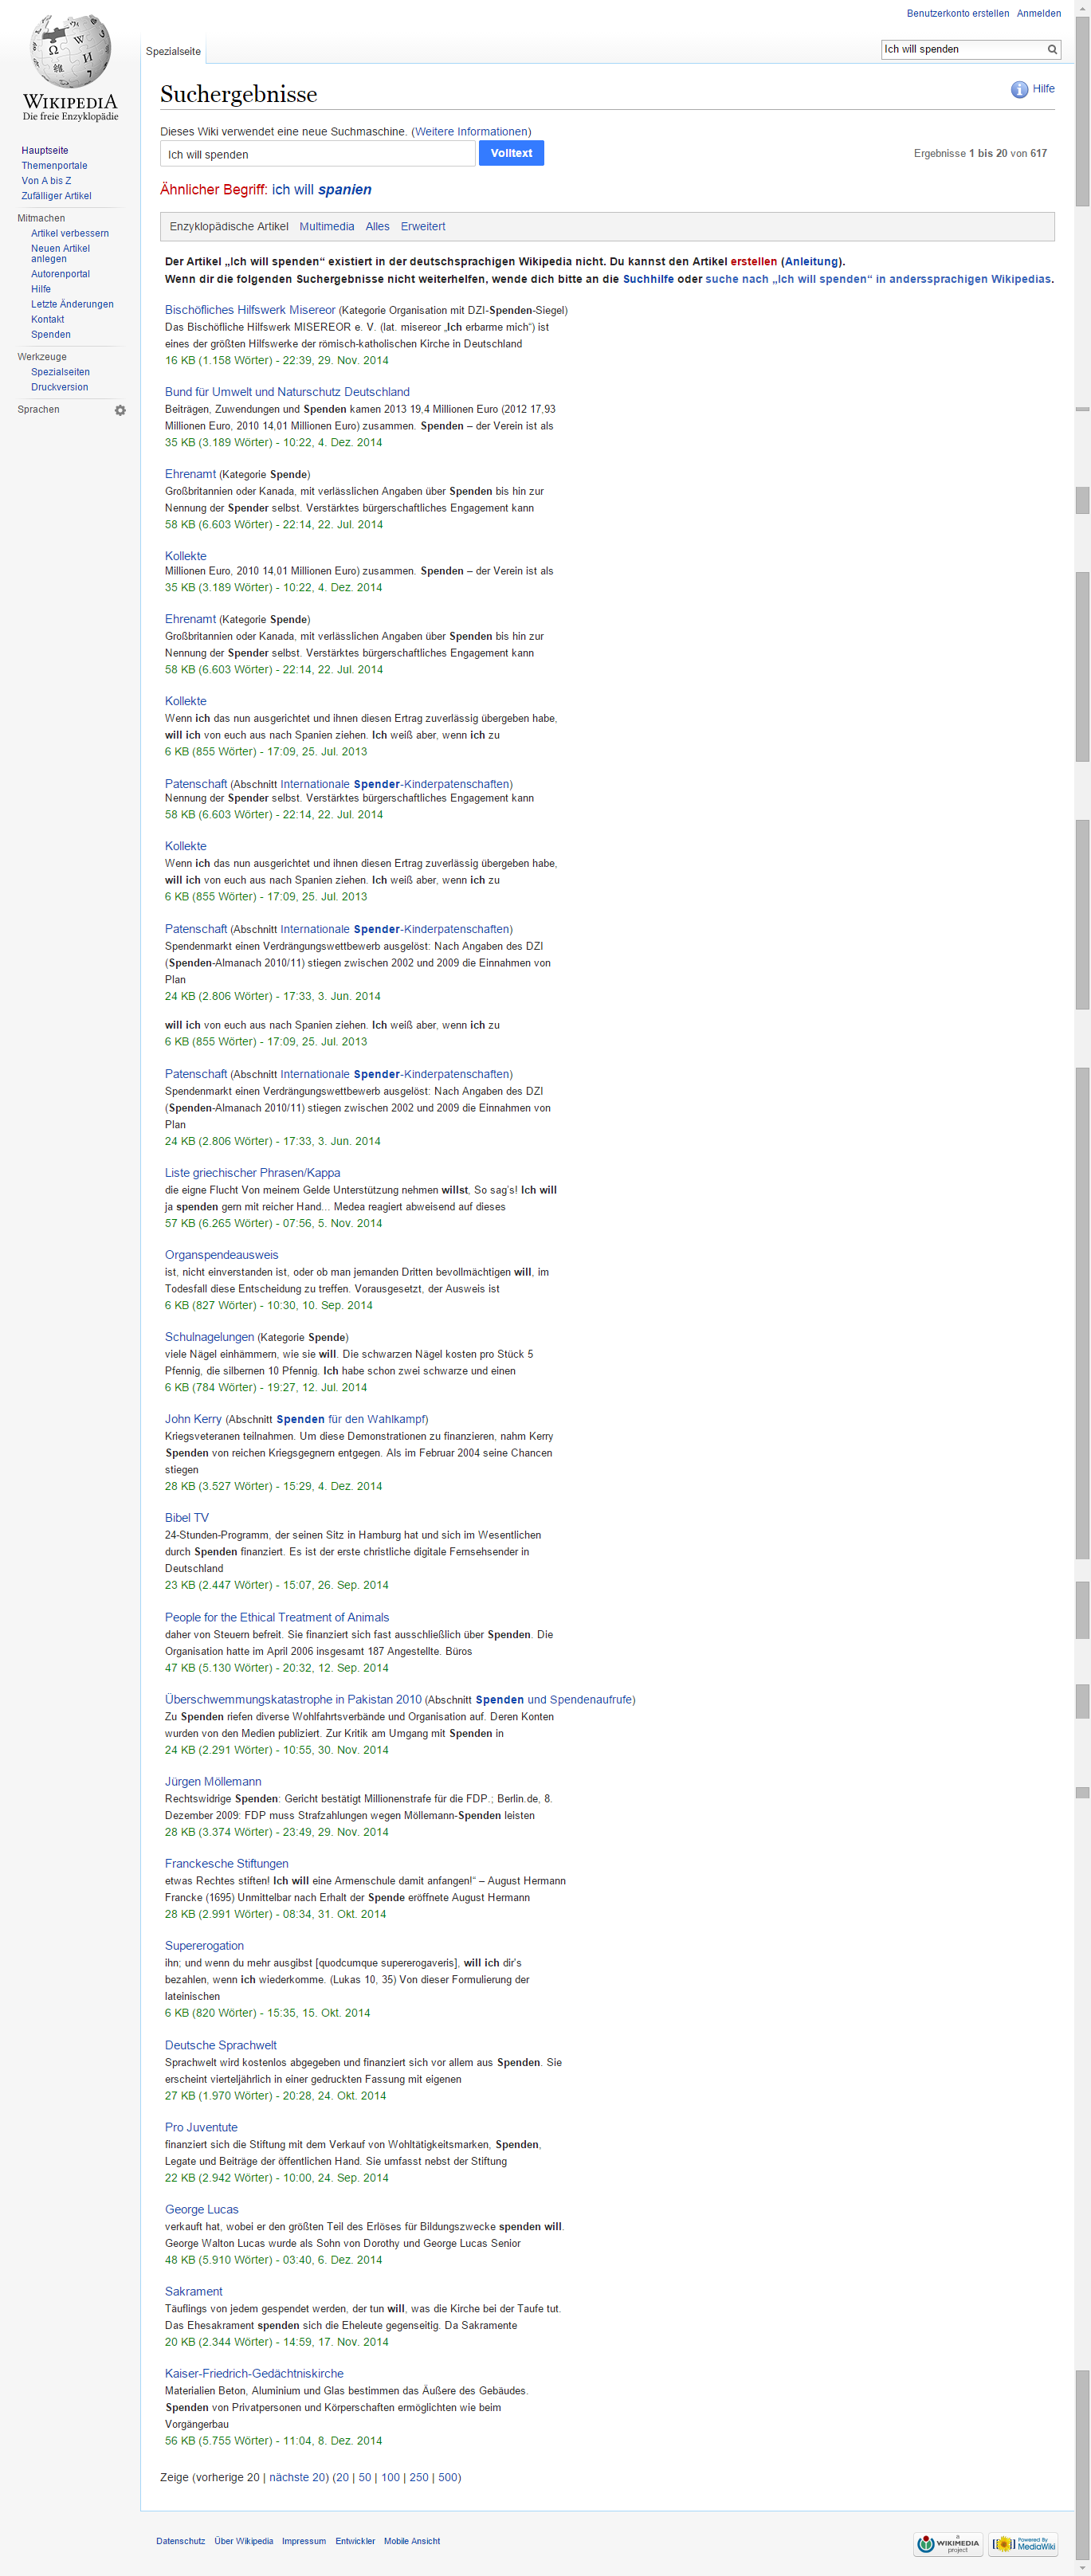 Benutzerkonto erstellen Anmelden
Spezialseite
Ich will spenden
WIKIPEDIA
Die freie Enzyklopädie
Hauptseite
Themenportale
Von A bis Z
Zufälliger Artikel
Mitmachen
Artikel verbessern
Neuen Artikel
anlegen
Autorenportal
Hilfe
Letzte Änderungen
Kontakt
Spenden
Werkzeuge
Spezialseiten
Druckversion
Sprachen
Suchergebnisse
Hilfe
Dieses Wiki verwendet eine neue Suchmaschine. (Weitere Informationen)
Ich will spenden Volltext
Ergebnisse 1 bis 20 von 617
Ähnlicher Begriff: ich will spanien
Enzyklopädische Artikel Multimedia Alles Erweitert
Der Artikel „Ich will spenden“ existiert in der deutschsprachigen Wikipedia nicht. Du kannst den Artikel erstellen (Anleitung).
Wenn dir die folgenden Suchergebnisse nicht weiterhelfen, wende dich bitte an die Suchhilfe oder suche nach „Ich will spenden“ in anderssprachigen Wikipedias.
Bischöfliches Hilfswerk Misereor (Kategorie Organisation mit DZI-Spenden-Siegel)
Das Bischöfliche Hilfswerk MISEREOR e. V. (lat. misereor „Ich erbarme mich“) ist
eines der größten Hilfswerke der römisch-katholischen Kirche in Deutschland
16 KB (1.158 Wörter) - 22:39, 29. Nov. 2014
Bund für Umwelt und Naturschutz Deutschland
Beiträgen, Zuwendungen und Spenden kamen 2013 19,4 Millionen Euro (2012 17,93
Millionen Euro, 2010 14,01 Millionen Euro) zusammen. Spenden – der Verein ist als
35 KB (3.189 Wörter) - 10:22, 4. Dez. 2014
Ehrenamt (Kategorie Spende)
Großbritannien oder Kanada, mit verlässlichen Angaben über Spenden bis hin zur
Nennung der Spender selbst. Verstärktes bürgerschaftliches Engagement kann
58 KB (6.603 Wörter) - 22:14, 22. Jul. 2014
Kollekte
Millionen Euro, 2010 14,01 Millionen Euro) zusammen. Spenden – der Verein ist als
35 KB (3.189 Wörter) - 10:22, 4. Dez. 2014
Ehrenamt (Kategorie Spende)
Großbritannien oder Kanada, mit verlässlichen Angaben über Spenden bis hin zur
Nennung der Spender selbst. Verstärktes bürgerschaftliches Engagement kann
58 KB (6.603 Wörter) - 22:14, 22. Jul. 2014
Kollekte
Wenn ich das nun ausgerichtet und ihnen diesen Ertrag zuverlässig übergeben habe,
will ich von euch aus nach Spanien ziehen. Ich weiß aber, wenn ich zu
6 KB (855 Wörter) - 17:09, 25. Jul. 2013
Patenschaft (Abschnitt Internationale Spender-Kinderpatenschaften)
Nennung der Spender selbst. Verstärktes bürgerschaftliches Engagement kann
58 KB (6.603 Wörter) - 22:14, 22. Jul. 2014
Kollekte
Wenn ich das nun ausgerichtet und ihnen diesen Ertrag zuverlässig übergeben habe,
will ich von euch aus nach Spanien ziehen. Ich weiß aber, wenn ich zu
6 KB (855 Wörter) - 17:09, 25. Jul. 2013
Patenschaft (Abschnitt Internationale Spender-Kinderpatenschaften)
Spendenmarkt einen Verdrängungswettbewerb ausgelöst: Nach Angaben des DZI
(Spenden-Almanach 2010/11) stiegen zwischen 2002 und 2009 die Einnahmen von
Plan
24 KB (2.806 Wörter) - 17:33, 3. Jun. 2014
will ich von euch aus nach Spanien ziehen. Ich weiß aber, wenn ich zu
6 KB (855 Wörter) - 17:09, 25. Jul. 2013
Patenschaft (Abschnitt Internationale Spender-Kinderpatenschaften)
Spendenmarkt einen Verdrängungswettbewerb ausgelöst: Nach Angaben des DZI
(Spenden-Almanach 2010/11) stiegen zwischen 2002 und 2009 die Einnahmen von
Plan
24 KB (2.806 Wörter) - 17:33, 3. Jun. 2014
Liste griechischer Phrasen/Kappa
die eigne Flucht Von meinem Gelde Unterstützung nehmen willst, So sag's! Ich will
ja spenden gern mit reicher Hand... Medea reagiert abweisend auf dieses
57 KB (6.265 Wörter) - 07:56, 5. Nov. 2014
Organspendeausweis
ist, nicht einverstanden ist, oder ob man jemanden Dritten bevollmächtigen will, im
Todesfall diese Entscheidung zu treffen. Vorausgesetzt, der Ausweis ist
6 KB (827 Wörter) - 10:30, 10. Sep. 2014
Schulnagelungen (Kategorie Spende)
viele Nägel einhämmern, wie sie will. Die schwarzen Nägel kosten pro Stück 5
Pfennig, die silbernen 10 Pfennig. Ich habe schon zwei schwarze und einen
6 KB (784 Wörter) - 19:27, 12. Jul. 2014
John Kerry (Abschnitt Spenden für den Wahlkampf)
Kriegsveteranen teilnahmen. Um diese Demonstrationen zu finanzieren, nahm Kerry
Spenden von reichen Kriegsgegnern entgegen. Als im Februar 2004 seine Chancen
stiegen
28 KB (3.527 Wörter) - 15:29, 4. Dez. 2014
Bibel TV
24-Stunden-Programm, der seinen Sitz in Hamburg hat und sich im Wesentlichen
durch Spenden finanziert. Es ist der erste christliche digitale Fernsehsender in
Deutschland
23 KB (2.447 Wörter) - 15:07, 26. Sep. 2014
People for the Ethical Treatment of Animals
daher von Steuern befreit. Sie finanziert sich fast ausschließlich über Spenden. Die
Organisation hatte im April 2006 insgesamt 187 Angestellte. Büros
47 KB (5.130 Wörter) - 20:32, 12. Sep. 2014
Überschwemmungskatastrophe in Pakistan 2010 (Abschnitt Spenden und Spendenaufrufe)
Zu Spenden riefen diverse Wohlfahrtsverbände und Organisation auf. Deren Konten
wurden von den Medien publiziert. Zur Kritik am Umgang mit Spenden in
24 KB (2.291 Wörter) - 10:55, 30. Nov. 2014
Jürgen Möllemann
Rechtswidrige Spenden: Gericht bestätigt Millionenstrafe für die FDP.; Berlin.de, 8.
Dezember 2009: FDP muss Strafzahlungen wegen Möllemann-Spenden leisten
28 KB (3.374 Wörter) - 23:49, 29. Nov. 2014
Franckesche Stiftungen
etwas Rechtes stiften! Ich will eine Armenschule damit anfangen!“ – August Hermann
Francke (1695) Unmittelbar nach Erhalt der Spende eröffnete August Hermann
28 KB (2.991 Wörter) - 08:34, 31. Okt. 2014
Supererogation
ihn; und wenn du mehr ausgibst [quodcumque supererogaveris], will ich dir's
bezahlen, wenn ich wiederkomme. (Lukas 10, 35) Von dieser Formulierung der
lateinischen
6 KB (820 Wörter) - 15:35, 15. Okt. 2014
Deutsche Sprachwelt
Sprachwelt wird kostenlos abgegeben und finanziert sich vor allem aus Spenden. Sie
erscheint vierteljährlich in einer gedruckten Fassung mit eigenen
27 KB (1.970 Wörter) - 20:28, 24. Okt. 2014
Pro Juventute
finanziert sich die Stiftung mit dem Verkauf von Wohltätigkeitsmarken, Spenden,
Legate und Beiträge der öffentlichen Hand. Sie umfasst nebst der Stiftung
22 KB (2.942 Wörter) - 10:00, 24. Sep. 2014
George Lucas
verkauft hat, wobei er den größten Teil des Erlöses für Bildungszwecke spenden will.
George Walton Lucas wurde als Sohn von Dorothy und George Lucas Senior
48 KB (5.910 Wörter) - 03:40, 6. Dez. 2014
Sakrament
Täuflings von jedem gespendet werden, der tun will, was die Kirche bei der Taufe tut.
Das Ehesakrament spenden sich die Eheleute gegenseitig. Da Sakramente
20 KB (2.344 Wörter) - 14:59, 17. Nov. 2014
Kaiser-Friedrich-Gedächtniskirche
Materialien Beton, Aluminium und Glas bestimmen das Äußere des Gebäudes.
Spenden von Privatpersonen und Körperschaften ermöglichten wie beim
Vorgängerbau
56 KB (5.755 Wörter) - 11:04, 8. Dez. 2014
Zeige (vorherige 20 | nächste 20) (20 | 50 | 100 | 250 | 500)
Datenschutz Über Wikipedia Impressum Entwickler Mobile Ansicht
a
WIKIMEDIA
project
Powered By
MediaWiki